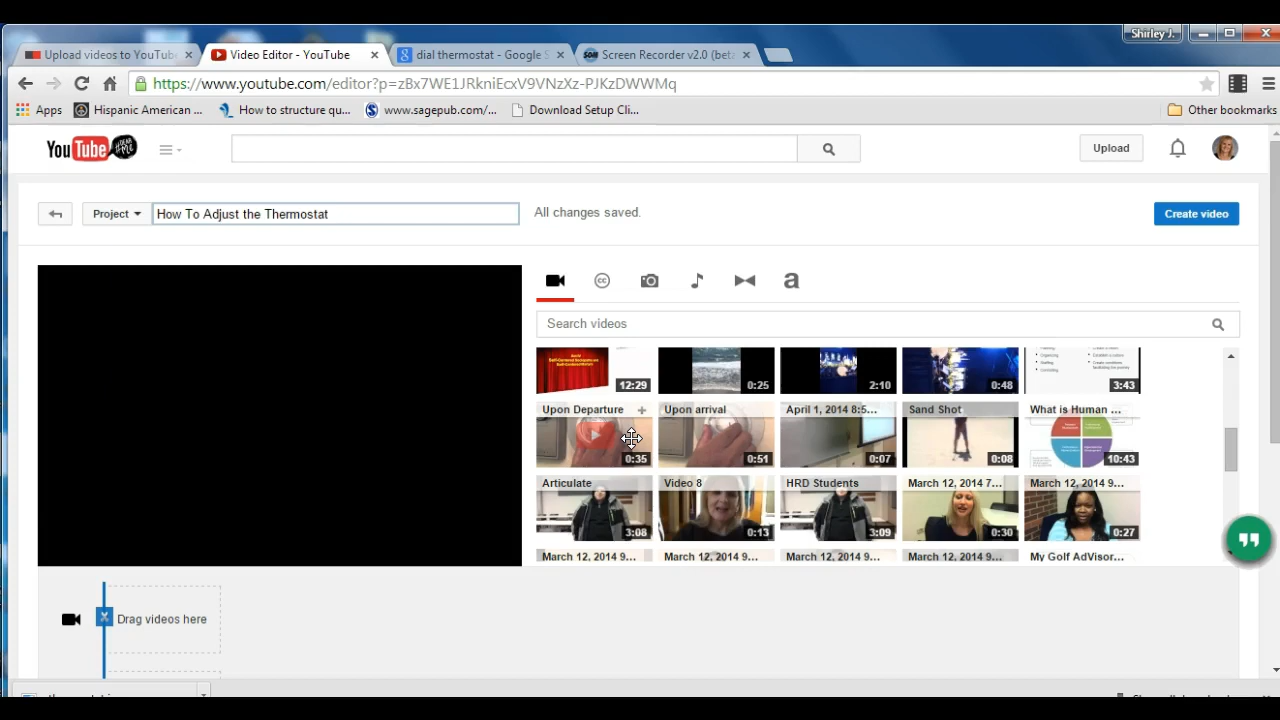 Shirley J.
Upload videos to YouTube
Video Editor - YouTube
dial thermostat - Google S
Screen Recorder v2.0 (beta
https://www.youtube.com/editor?p=zBx7WE1JRkniEcxV9VNzXz-PJKzDWWMq
Apps
Hispanic American ...
How to structure qu...
www.sagepub.com/...
Download Setup Cli...
Other bookmarks
YouTube
Upload
Project
How To Adjust the Thermostat
All changes saved.
Create video
cc
a
Search videos
12:29
0:25
2:10
0:48
3:43
Upon Departure
Upon arrival
April 1, 2014 8:5...
Sand Shot
What is Human ...
0:35
0:51
0:07
0:08
10:43
Articulate
Video 8
HRD Students
March 12, 2014 7...
March 12, 2014 9...
3:08
0:13
3:09
0:30
0:27
March 12, 2014 9...
March 12, 2014 9...
March 12, 2014 9...
March 12, 2014 9...
My Golf AdVisor...
Drag videos here